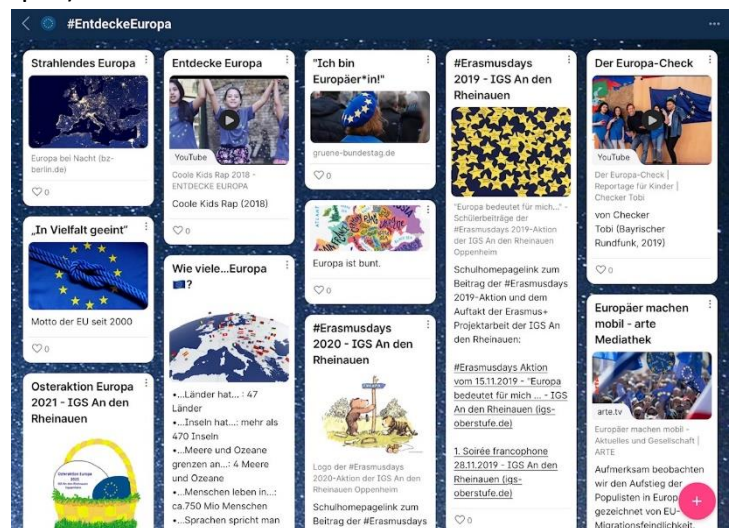 #EntdeckeEuropa
Strahlendes Europa
Europa bei Nacht (bz-
berlin.de)
0
„In Vielfalt geeint"
Motto der EU seit 2000
0
Osteraktion Europa
2021 - IGS An den
Rheinauen
Osteraktion Europa
2021
Entdecke Europa
YouTube
Coole Kids Rap 2018 -
ENTDECKE EUROPA
Coole Kids Rap (2018)
0
Wie viele...Europa
?
•...Länder hat... : 47
Länder
•...Inseln hat...: mehr als
470 Inseln
•...Meere und Ozeane
grenzen an...: 4 Meere
und Ozeane
•...Menschen leben in...:
ca.750 Mio Menschen
•...Sprachen spricht man
"Ich bin
Europäer*in!"
gruene-bundestag.de
0
Europa ist bunt.
0
#Erasmusdays
2020 - IGS An den
Rheinauen
Logo der #Erasmusdays
2020-Aktion der IGS An den
Rheinauen Oppenheim
Schulhomepagelink zum
Beitrag der #Erasmusdays
#Erasmusdays
2019 - IGS An den
Rheinauen
"Europa bedeutet für mich..." -
Schülerbeiträge der
#Erasmusdays 2019-Aktion
der IGS An den Rheinauen
Oppenheim
Schulhomepagelink zum
Beitrag der #Erasmusdays
2019-Aktion und dem
Auftakt der Erasmus+
Projektarbeit der IGS An
den Rheinauen:
#Erasmusdays Aktion
vom 15.11.2019 - "Europa
bedeutet für mich ... - IGS
An den Rheinauen (igs-
oberstufe.de)
1. Soirée francophone
28.11.2019 - IGS An den
Rheinauen (igs-
oberstufe.de)
0
Der Europa-Check
YouTube
Der Europa-Check |
Reportage für Kinder |
Checker Tobi
von Checker
Tobi (Bayrischer
Rundfunk, 2019)
0
Europäer machen
mobil - arte
Mediathek
arte.tv
Europäer machen mobil -
Aktuelles und Gesellschaft |
ARTE
Aufmerksam beobachten
wir den Aufstieg der
Populisten in
gezeichnet von EU-
Migrationsfeindlichkeit,